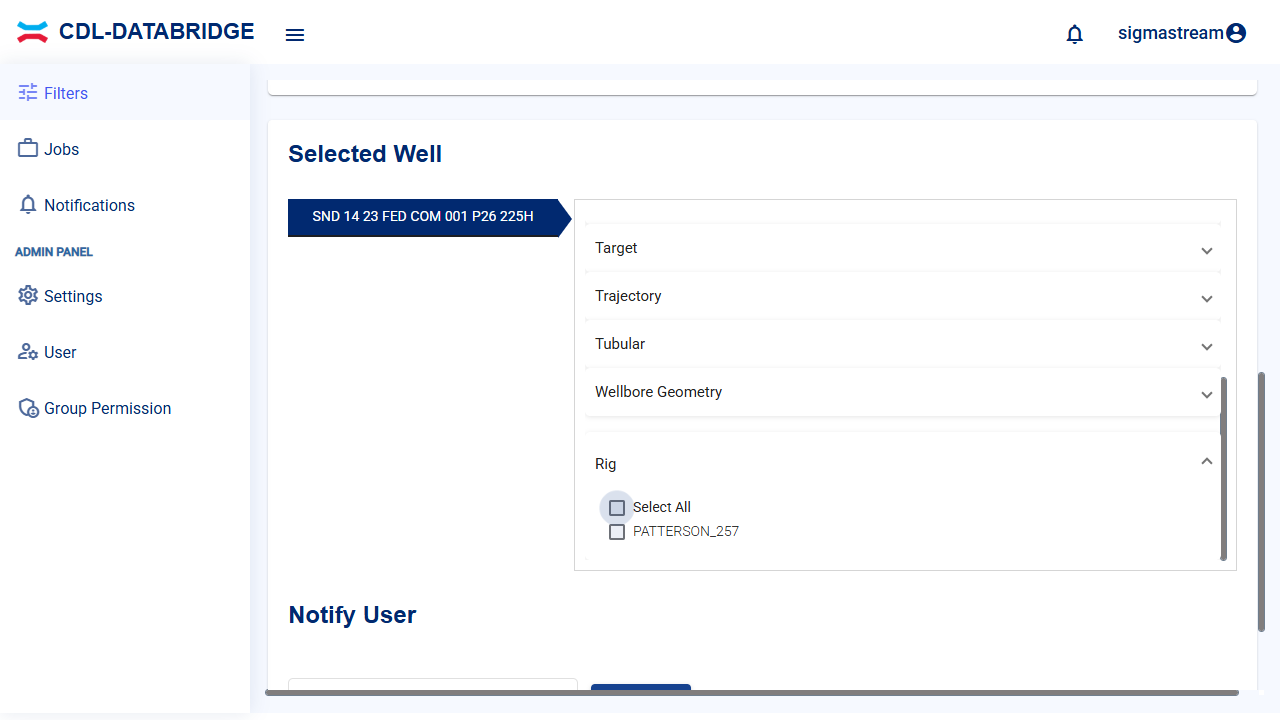 CDL-DATABRIDGE
sigmastream
Filters
Jobs
Notifications
ADMIN PANEL
Settings
User
Group Permission
Selected Well
SND 14 23 FED COM 001 P26 225H
Target
Trajectory
Tubular
Wellbore Geometry
Rig
Select All
PATTERSON_257
Notify User